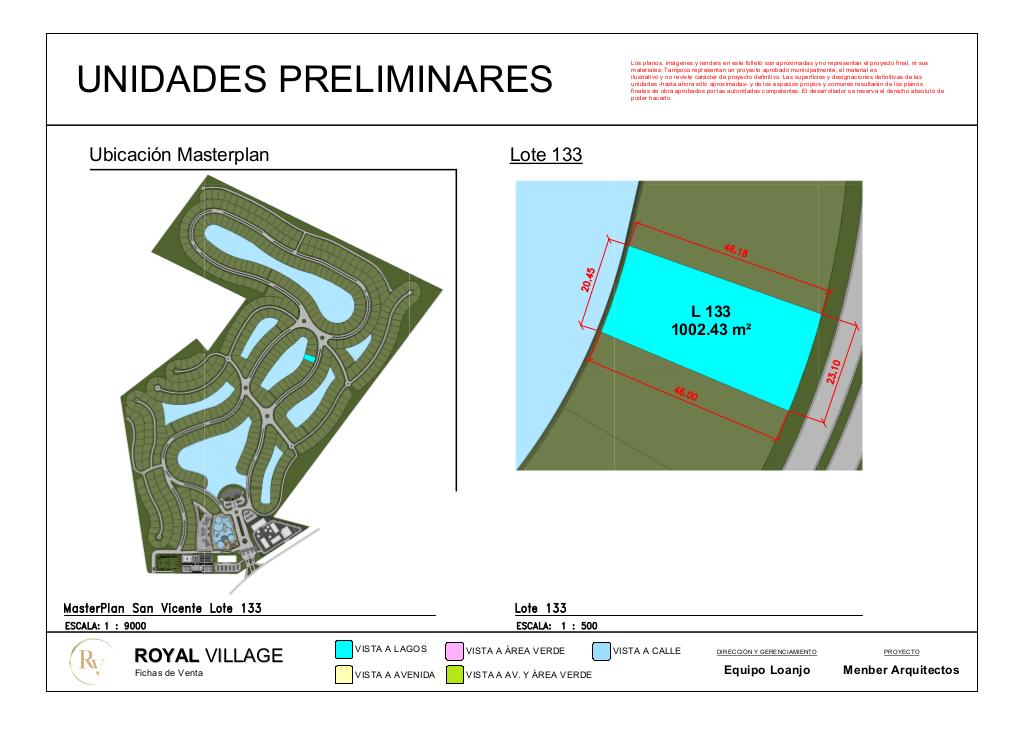 UNIDADES PRELIMINARES
Los planos, imágenes y renders en este folleto son aproximadas y no representan el proyecto final, ni sus
materiales. Tampoco representan un proyecto aprobado municipalmente, el material es
ilustrativo y no reviste carácter de proyecto definitivo. Las superficies y designaciones definitivas de las
unidades -hasta ahora sólo aproximadas- y de los espacios propios y comunes resultarán de los planos
finales de obra aprobados por las autoridades competentes. El desarrollador se reserva el derecho absoluto de
poder hacerlo.
Ubicación Masterplan
Lote 133
46.18
20.45
L 133
1002.43 m²
23.10
46.00
MasterPlan San Vicente Lote 133
ESCALA: 1 : 9000
Lote 133
ESCALA: 1 : 500
RV
ROYAL VILLAGE
Fichas de Venta
VISTA A LAGOS
VISTA A ÁREA VERDE
VISTA A CALLE
VISTA A AVENIDA
VISTA A AV. Y ÁREA VERDE
DIRECCIÓN Y GERENCIAMIENTO
Equipo Loanjo
PROYECTO
Menber Arquitectos